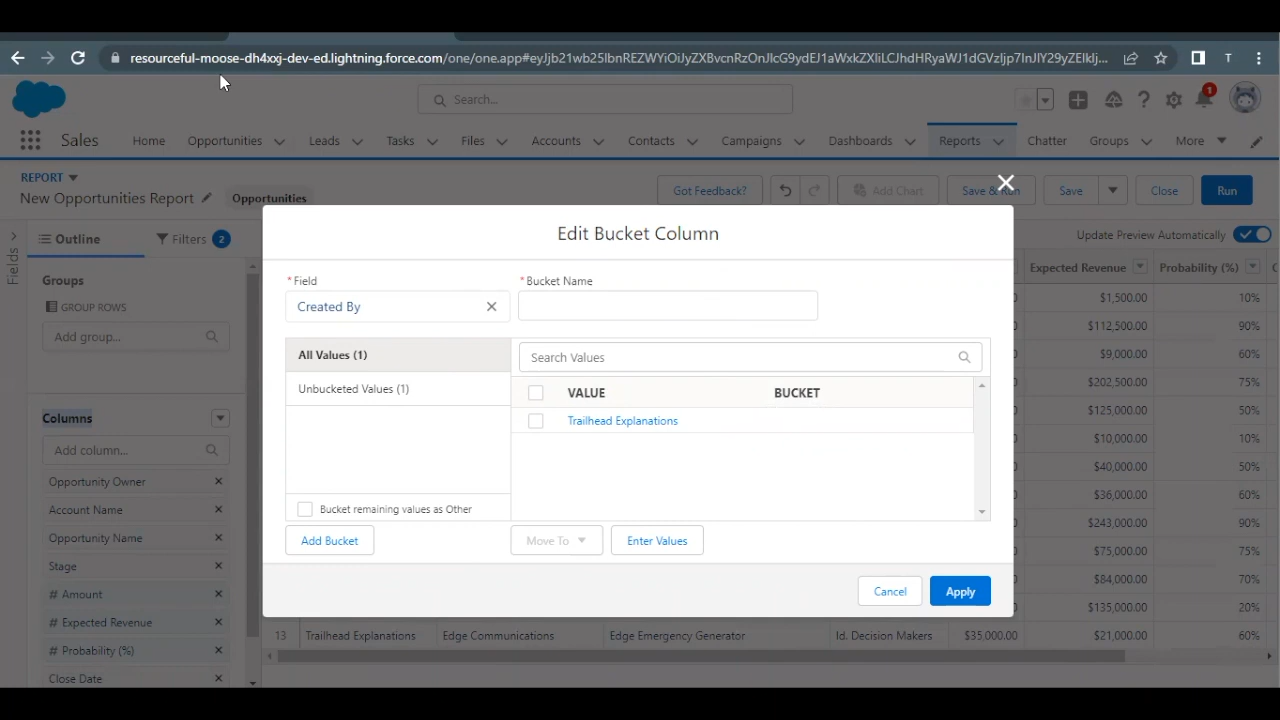 resourceful-moose-dh4xxj-dev-ed.lightning.force.com/one/one.app#
Search...
1
T
Sales
Home
Opportunities
Leads
Tasks
Files
Accounts
Contacts
Campaigns
Dashboards
Reports
Chatter
Groups
More
REPORT
New Opportunities Report
Opportunities
Got Feedback?
Add Chart
Save & Run
Save
Close
Run
Fields
Outline
Filters 2
Update Preview Automatically
Groups
GROUP ROWS
Add group...
Columns
Add column...
Opportunity Owner
Account Name
Opportunity Name
Stage
# Amount
# Expected Revenue
# Probability (%)
Close Date
Edit Bucket Column
* Field
* Bucket Name
Created By
All Values (1)
Unbucketed Values (1)
Bucket remaining values as Other
Search Values
VALUE BUCKET
Trailhead Explanations
Add Bucket
Move To
Enter Values
Cancel
Apply
Expected Revenue Probability (%)
$1,500.00 10%
$112,500.00 90%
$9,000.00 60%
$202,500.00 75%
$125,000.00 50%
$10,000.00 10%
$40,000.00 50%
$36,000.00 60%
$243,000.00 90%
$75,000.00 75%
$84,000.00 70%
$135,000.00 20%
13 Trailhead Explanations Edge Communications Edge Emergency Generator Id. Decision Makers $35,000.00 $21,000.00 60%